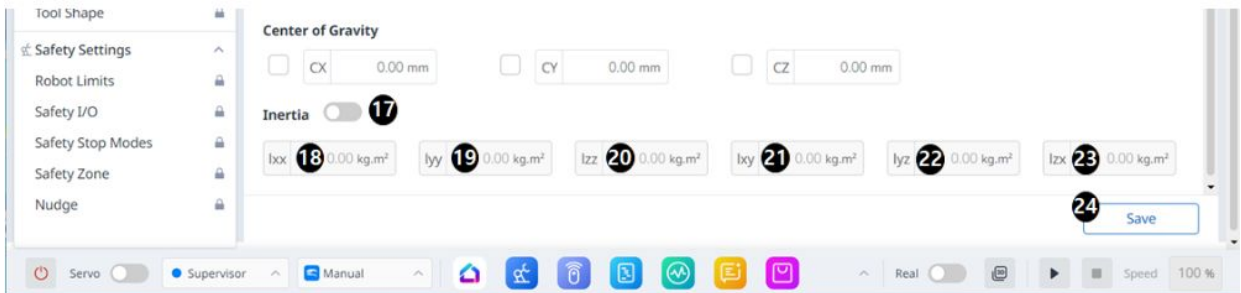 Tool Shape
Center of Gravity
Safety Settings
CX 0.00 mm CY 0.00 mm CZ 0.00 mm
Robot Limits
Safety I/O
Inertia 17
Safety Stop Modes
Ixx 18 0.00 kg.m² Iyy 19 0.00 kg.m² Izz 20 0.00 kg.m² Ixy 21 0.00 kg.m² Iyz 22 0.00 kg.m² Izx 23 0.00 kg.m²
Safety Zone
Nudge
24 Save
Servo Supervisor Manual Real Speed 100 %